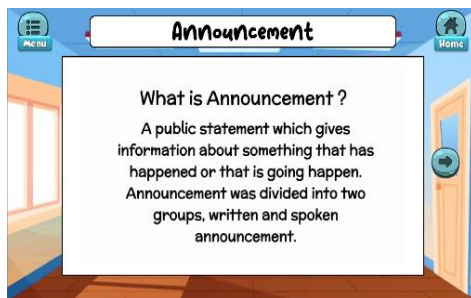 Announcement
Menu
Home
What is Announcement ?
A public statement which gives
information about something that has
happened or that is going happen.
Announcement was divided into two
groups, written and spoken
announcement.